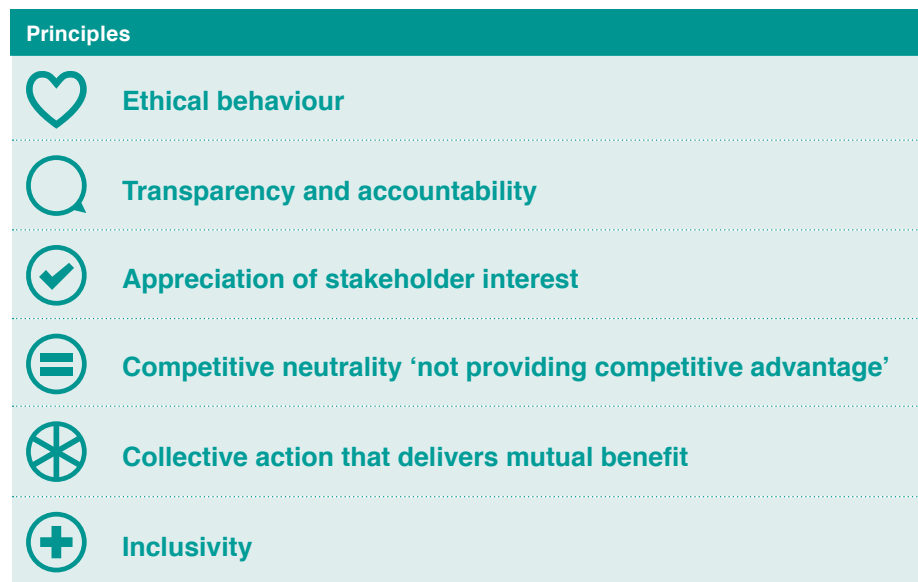 Principles
Ethical behaviour
Transparency and accountability
Appreciation of stakeholder interest
Competitive neutrality ‘not providing competitive advantage’
Collective action that delivers mutual benefit
Inclusivity